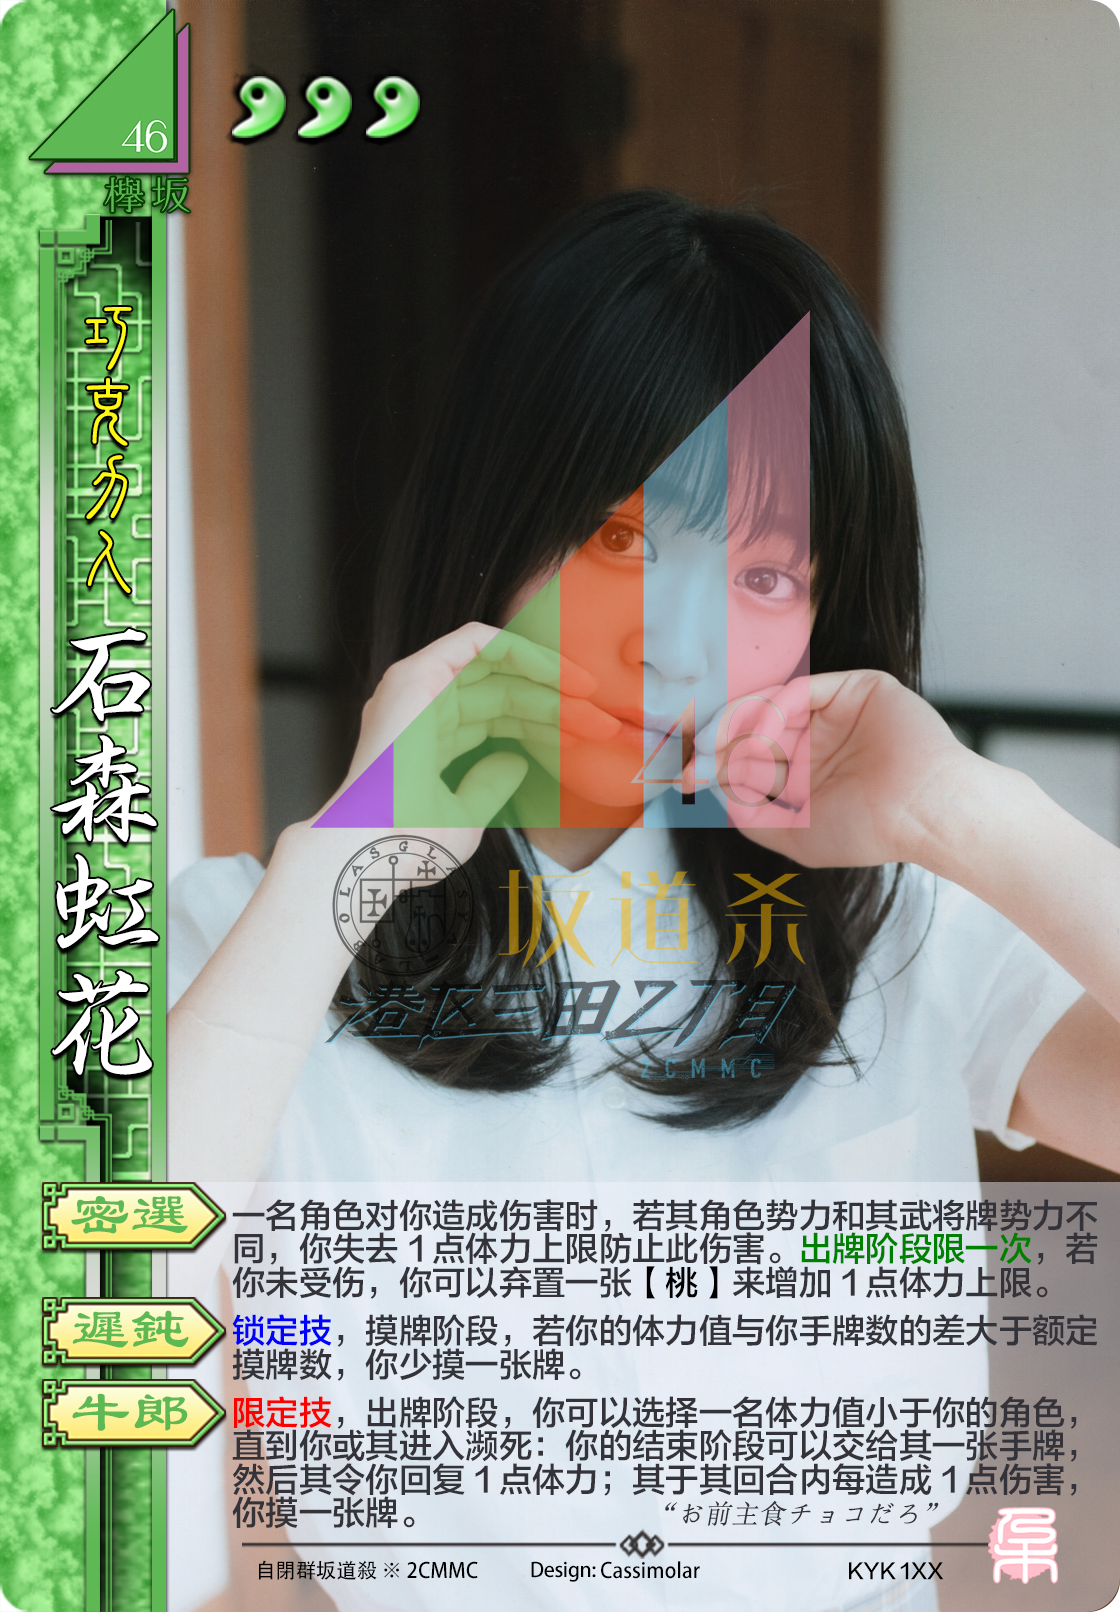 46
欅坂
巧克力人
石森虹花
46
GLASYA LABOLAS
坂道杀
港区三田2丁目
2CMMC
密選
一名角色对你造成伤害时，若其角色势力和其武将牌势力不
同，你失去1点体力上限防止此伤害。出牌阶段限一次，若
你未受伤，你可以弃置一张【桃】来增加1点体力上限。
遲鈍
锁定技，摸牌阶段，若你的体力值与你手牌数的差大于额定
摸牌数，你少摸一张牌。
牛郎
限定技，出牌阶段，你可以选择一名体力值小于你的角色，
直到你或其进入濒死：你的结束阶段可以交给其一张手牌，
然后其令你回复1点体力；其于其回合内每造成1点伤害，
你摸一张牌。
“お前主食チョコだろ”
自閉群坂道殺 ※ 2CMMC
Design: Cassimolar
KYK 1XX